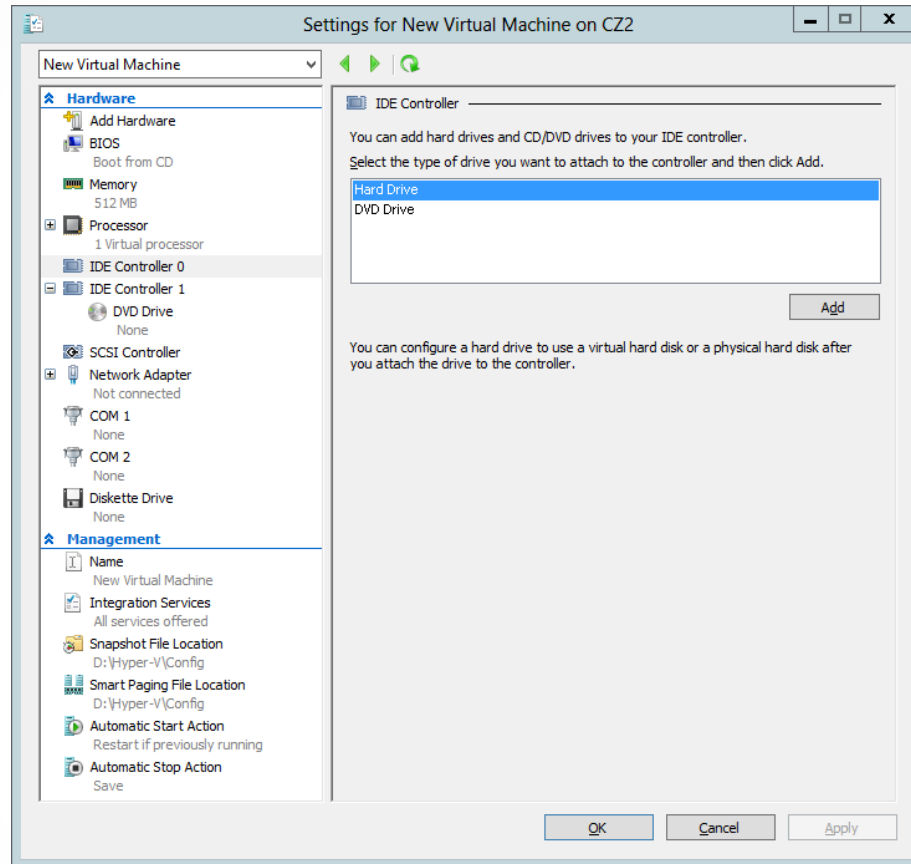 Settings for New Virtual Machine on CZ2
New Virtual Machine
Hardware
Add Hardware
BIOS
Boot from CD
Memory
512 MB
Processor
1 Virtual processor
IDE Controller 0
IDE Controller 1
DVD Drive
None
SCSI Controller
Network Adapter
Not connected
COM 1
None
COM 2
None
Diskette Drive
None
Management
Name
New Virtual Machine
Integration Services
All services offered
Snapshot File Location
D:\Hyper-V\Config
Smart Paging File Location
D:\Hyper-V\Config
Automatic Start Action
Restart if previously running
Automatic Stop Action
Save
IDE Controller
You can add hard drives and CD/DVD drives to your IDE controller.
Select the type of drive you want to attach to the controller and then click Add.
Hard Drive
DVD Drive
Add
You can configure a hard drive to use a virtual hard disk or a physical hard disk after
you attach the drive to the controller.
OK
Cancel
Apply